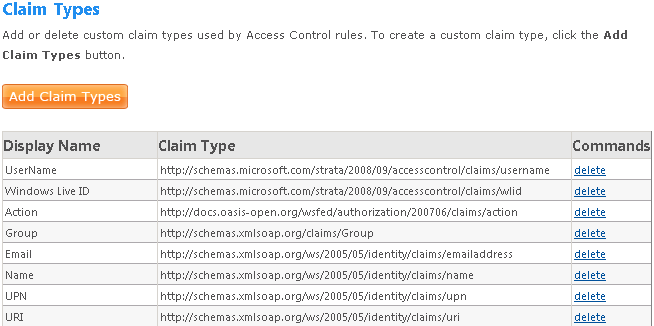 Claim Types
Add or delete custom claim types used by Access Control rules. To create a custom claim type, click the Add
Claim Types button.
Add Claim Types
Display Name Claim Type Commands
UserName http://schemas.microsoft.com/strata/2008/09/accesscontrol/claims/username delete
Windows Live ID http://schemas.microsoft.com/strata/2008/09/accesscontrol/claims/wlid delete
Action http://docs.oasis-open.org/wsfed/authorization/200706/claims/action delete
Group http://schemas.xmlsoap.org/claims/Group delete
Email http://schemas.xmlsoap.org/ws/2005/05/identity/claims/emailaddress delete
Name http://schemas.xmlsoap.org/ws/2005/05/identity/claims/name delete
UPN http://schemas.xmlsoap.org/ws/2005/05/identity/claims/upn delete
URI http://schemas.xmlsoap.org/ws/2005/05/identity/claims/uri delete